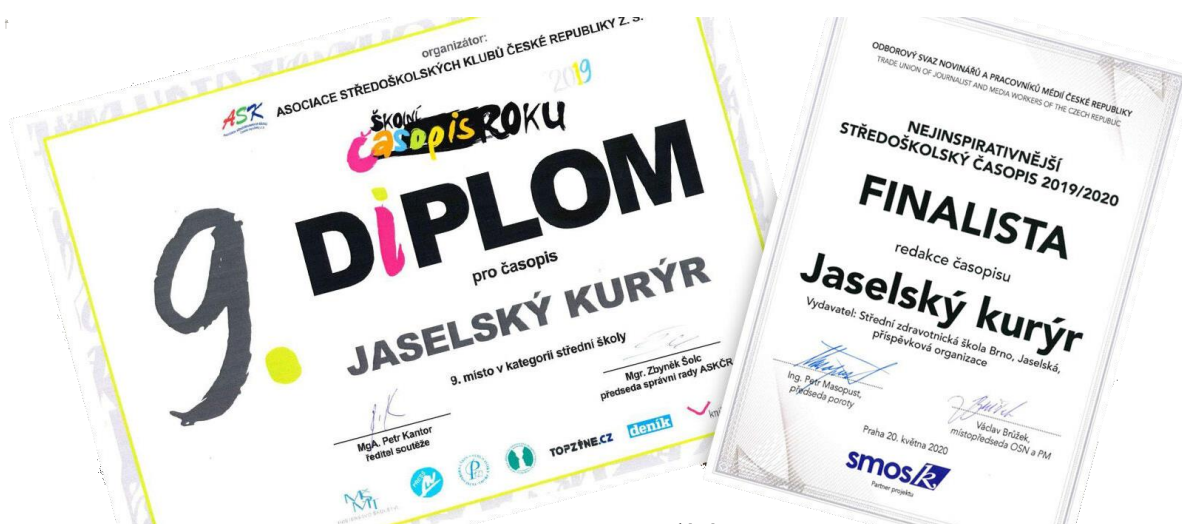 organizátor:
ASK ASOCIACE STŘEDOŠKOLSKÝCH KLUBŮ ČESKÉ REPUBLIKY Z. S.
ŠKOLNÍ 2019
časopis ROKU
9. DiPLOM
pro časopis
JASELSKÝ KURÝR
9. místo v kategorii střední školy
MgA. Petr Kantor
ředitel soutěže
Mgr. Zbyněk Šolc
předseda správní rady ASKČR
TOPZINE.CZ
deník
ODBOROVÝ SVAZ NOVINÁŘŮ A PRACOVNÍKŮ MÉDIÍ ČESKÉ REPUBLIKY
TRADE UNION OF JOURNALIST AND MEDIA WORKERS OF THE CZECH REPUBLIC
NEJINSPIRATIVNĚJŠÍ
STŘEDOŠKOLSKÝ ČASOPIS 2019/2020
FINALISTA
redakce časopisu
Jaselský kurýr
Vydavatel: Střední zdravotnická škola Brno, Jaselská,
příspěvková organizace
Ing. Petr Masopust,
předseda poroty
Václav Brůžek,
místopředseda OSN a PM
Praha 20. května 2020
smosk.
Partner projektu